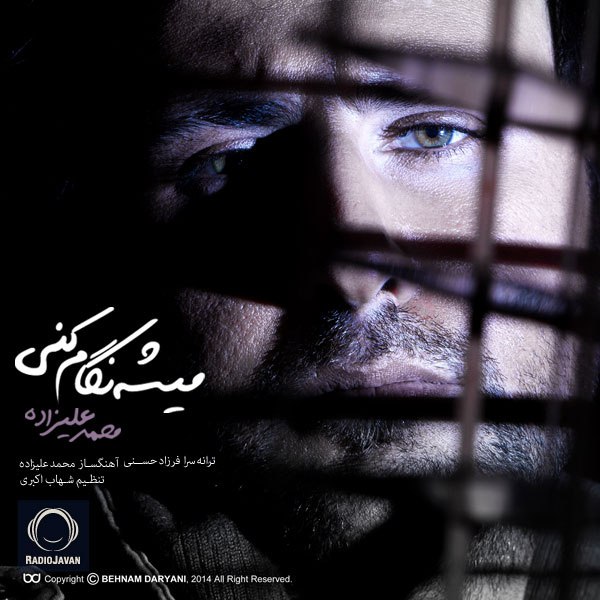 میشه نگام کنی
محمد علیزاده
ترانه سرا فرزاد حسنی آهنگساز محمد علیزاده
تنظیم شهاب اکبری
RADIOJAVAN
bd Copyright © BEHNAM DARYANI, 2014 All Right Reserved.